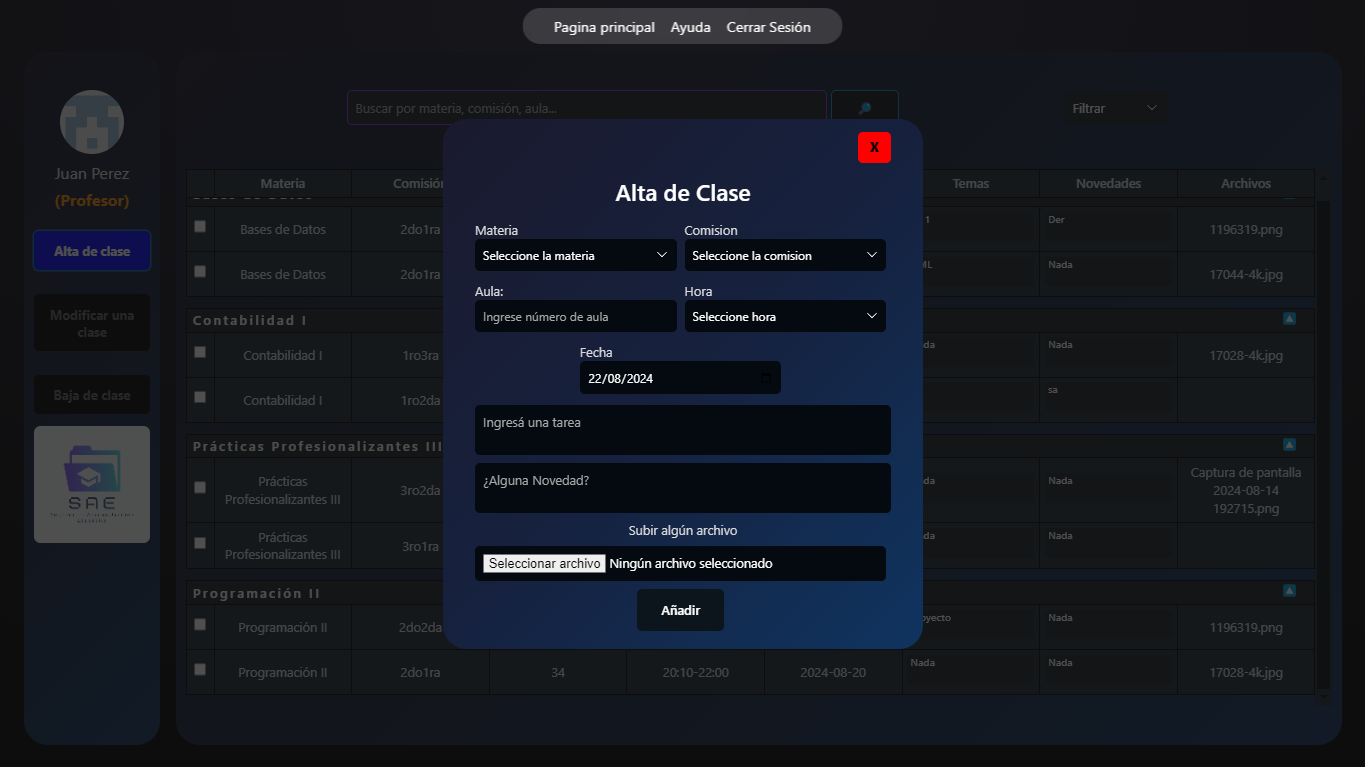 Pagina principal Ayuda Cerrar Sesión
Juan Perez
(Profesor)
Alta de clase
Modificar una
clase
Baja de clase
SAE
Buscar por materia, comisión, aula...
Filtrar
Materia Comisión Temas Novedades Archivos
Bases de Datos 2do1ra 1 Der 1196319.png
Bases de Datos 2do1ra ML Nada 17044-4k.jpg
Contabilidad I
Contabilidad I 1ro3ra da Nada 17028-4k.jpg
Contabilidad I 1ro2da sa
Prácticas Profesionalizantes III
Prácticas
Profesionalizantes III 3ro2da da Nada Captura de pantalla
2024-08-14
192715.png
Prácticas
Profesionalizantes III 3ro1ra da Nada
Programación II
Programación II 2do2da oyecto Nada 1196319.png
Programación II 2do1ra 34 20:10-22:00 2024-08-20 Nada Nada 17028-4k.jpg
X
Alta de Clase
Materia Comision
Seleccione la materia Seleccione la comision
Aula: Hora
Ingrese número de aula Seleccione hora
Fecha
22/08/2024
Ingresá una tarea
¿Alguna Novedad?
Subir algún archivo
Seleccionar archivo Ningún archivo seleccionado
Añadir